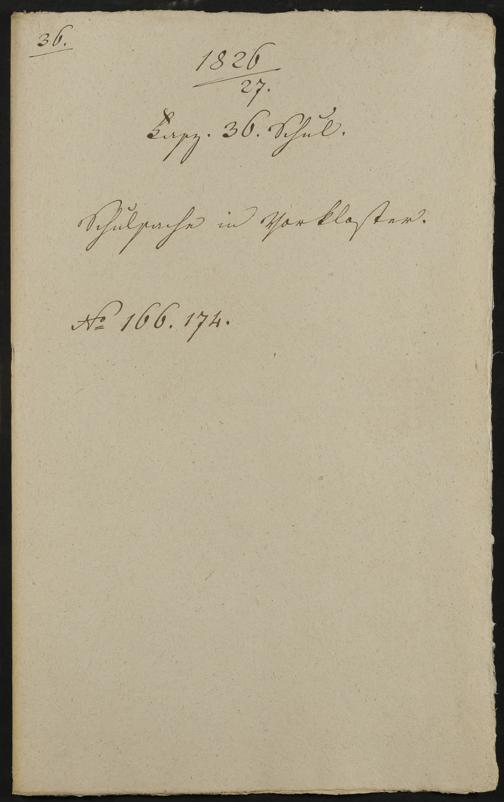 36.
1826
27.
Fasz. 36. Schul.
Schulsache in Vorkloster.
No 166. 174.